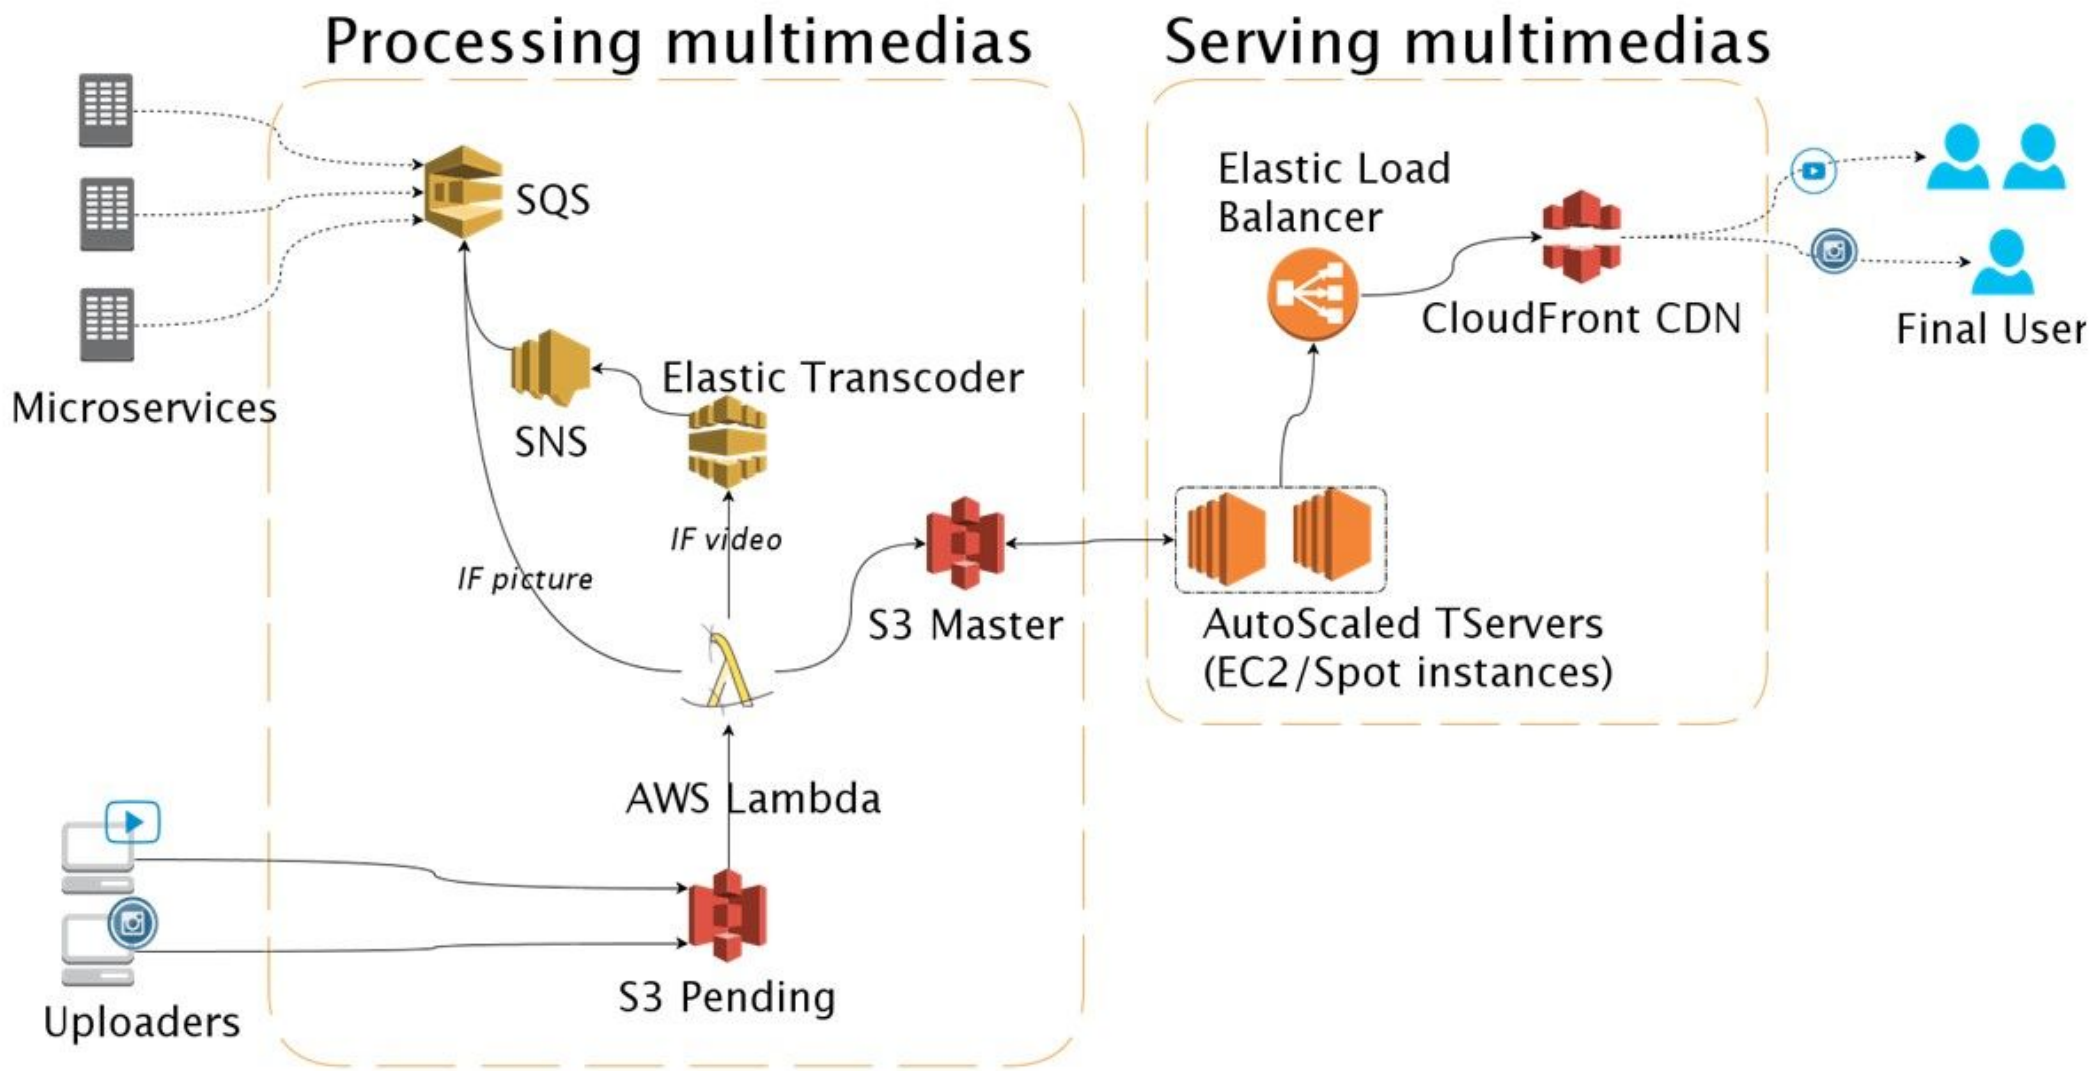 Processing multimedias
Serving multimedias
SQS
Microservices
SNS
Elastic Transcoder
IF video
IF picture
S3 Master
AWS Lambda
S3 Pending
Uploaders
Elastic Load
Balancer
CloudFront CDN
Final User
AutoScaled TServers
(EC2/Spot instances)